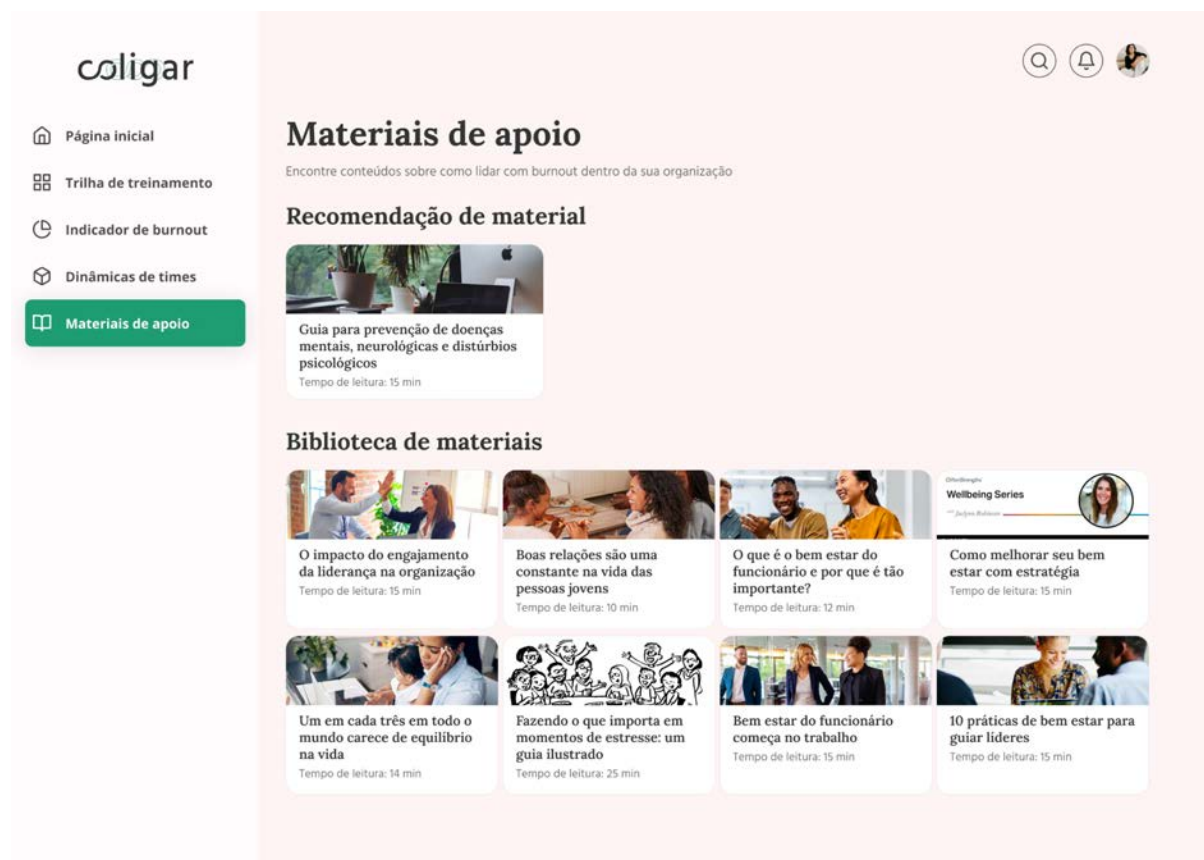 coligar
Página inicial
Trilha de treinamento
Indicador de burnout
Dinâmicas de times
Materiais de apoio
Materiais de apoio
Encontre conteúdos sobre como lidar com burnout dentro da sua organização
Recomendação de material
Guia para prevenção de doenças
mentais, neurológicas e distúrbios
psicológicos
Tempo de leitura: 15 min
Biblioteca de materiais
O impacto do engajamento
da liderança na organização
Tempo de leitura: 15 min
Boas relações são uma
constante na vida das
pessoas jovens
Tempo de leitura: 10 min
O que é o bem estar do
funcionário e por que é tão
importante?
Tempo de leitura: 12 min
Wellbeing Series
Como melhorar seu bem
estar com estratégia
Tempo de leitura: 15 min
Um em cada três em todo o
mundo carece de equilíbrio
na vida
Tempo de leitura: 14 min
Fazendo o que importa em
momentos de estresse: um
guia ilustrado
Tempo de leitura: 25 min
Bem estar do funcionário
começa no trabalho
Tempo de leitura: 15 min
10 práticas de bem estar para
guiar líderes
Tempo de leitura: 15 min